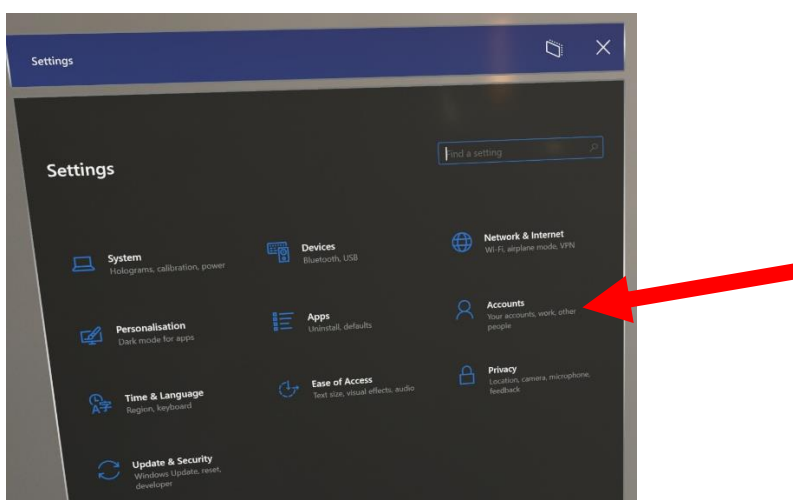 Settings
Settings
Find a setting
System
Holograms, calibration, power
Devices
Bluetooth, USB
Network & Internet
Wi-Fi, airplane mode, VPN
Personalisation
Dark mode for apps
Apps
Uninstall, defaults
Accounts
Your accounts, work, other
people
Time & Language
Region, keyboard
Ease of Access
Text size, visual effects, audio
Privacy
Location, camera, microphone,
feedback
Update & Security
Windows Update, reset,
developer